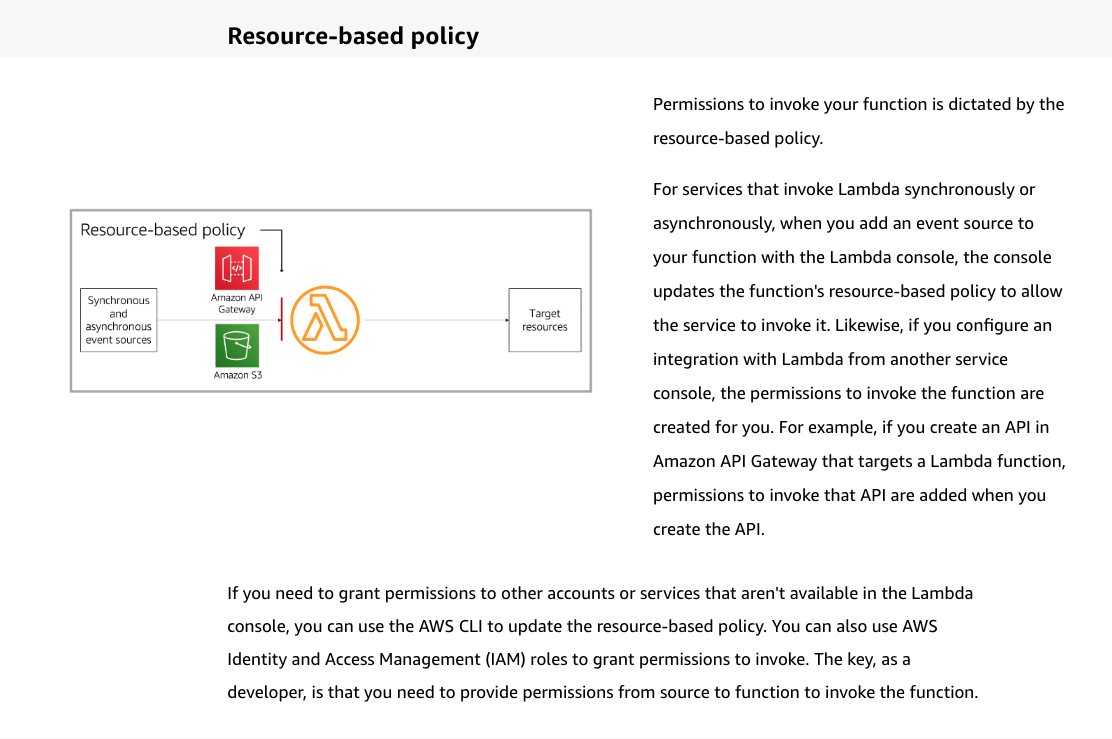 Resource-based policy
Permissions to invoke your function is dictated by the
resource-based policy.
For services that invoke Lambda synchronously or
asynchronously, when you add an event source to
your function with the Lambda console, the console
updates the function's resource-based policy to allow
the service to invoke it. Likewise, if you configure an
integration with Lambda from another service
console, the permissions to invoke the function are
created for you. For example, if you create an API in
Amazon API Gateway that targets a Lambda function,
permissions to invoke that API are added when you
create the API.
Resource-based policy
Synchronous
and
asynchronous
event sources
Amazon API
Gateway
Amazon S3
Target
resources
If you need to grant permissions to other accounts or services that aren't available in the Lambda
console, you can use the AWS CLI to update the resource-based policy. You can also use AWS
Identity and Access Management (IAM) roles to grant permissions to invoke. The key, as a
developer, is that you need to provide permissions from source to function to invoke the function.